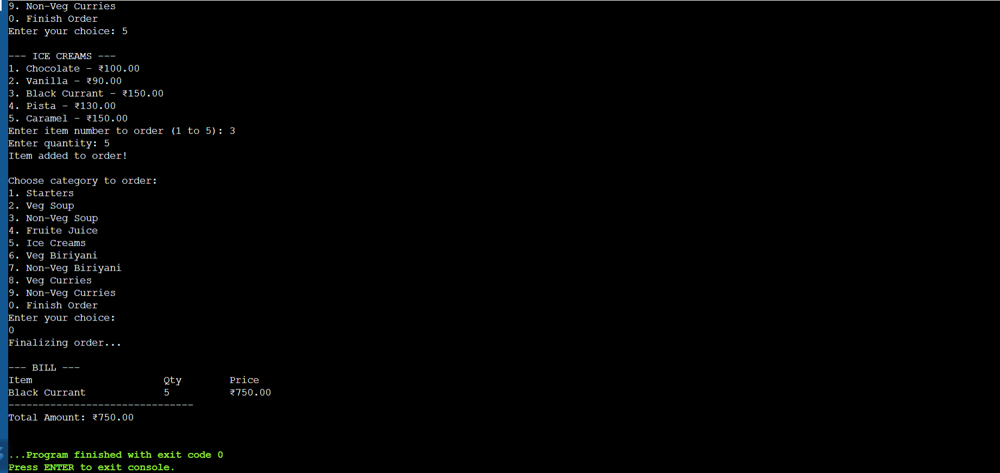 9. Non-Veg Curries
0. Finish Order
Enter your choice: 5
--- ICE CREAMS ---
1. Chocolate - ₹100.00
2. Vanilla - ₹90.00
3. Black Currant - ₹150.00
4. Pista - ₹130.00
5. Caramel - ₹150.00
Enter item number to order (1 to 5): 3
Enter quantity: 5
Item added to order!
Choose category to order:
1. Starters
2. Veg Soup
3. Non-Veg Soup
4. Fruite Juice
5. Ice Creams
6. Veg Biriyani
7. Non-Veg Biriyani
8. Veg Curries
9. Non-Veg Curries
0. Finish Order
Enter your choice:
0
Finalizing order...
--- BILL ---
Item Qty Price
Black Currant 5 ₹750.00
-------------------------------
Total Amount: ₹750.00
...Program finished with exit code 0
Press ENTER to exit console.